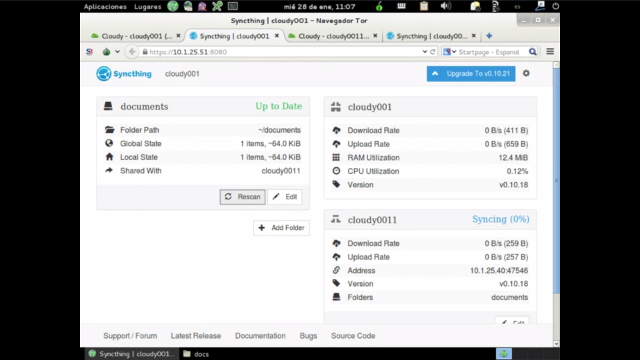 Aplicaciones Lugares mié 28 de ene, 11:07
Syncthing | cloudy001 - Navegador Tor
Cloudy - cloudy001 (... Syncthing | cloudy001 Cloudy - cloudy0011... Syncthing | cloudy00...
https://10.1.25.51:8080 Startpage - Espanol
Syncthing cloudy001 Upgrade To v0.10.21
documents Up to Date
Folder Path ~/documents
Global State 1 items, ~64.0 KiB
Local State 1 items, ~64.0 KiB
Shared With cloudy0011
Rescan Edit
Add Folder
cloudy001
Download Rate 0 B/s (411 B)
Upload Rate 0 B/s (659 B)
RAM Utilization 12.4 MiB
CPU Utilization 0.12%
Version v0.10.18
cloudy0011 Syncing (0%)
Download Rate 0 B/s (259 B)
Upload Rate 0 B/s (257 B)
Address 10.1.25.40:47546
Version v0.10.18
Folders documents
Edit
Support / Forum Latest Release Documentation Bugs Source Code
Syncthing | cloudy001... docs